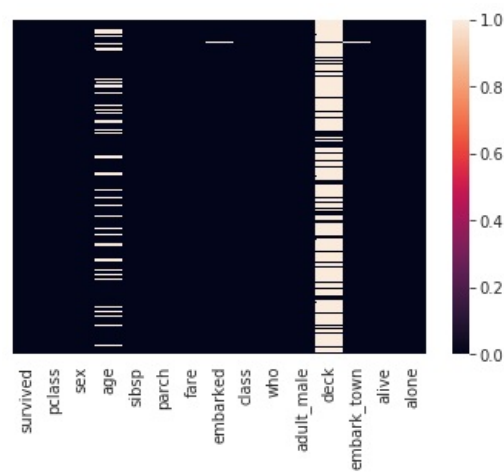 1.0
0.8
0.6
0.4
0.2
0.0
survived
pclass
sex
age
sibsp
parch
fare
embarked
class
who
adult_male
deck
embark_town
alive
alone